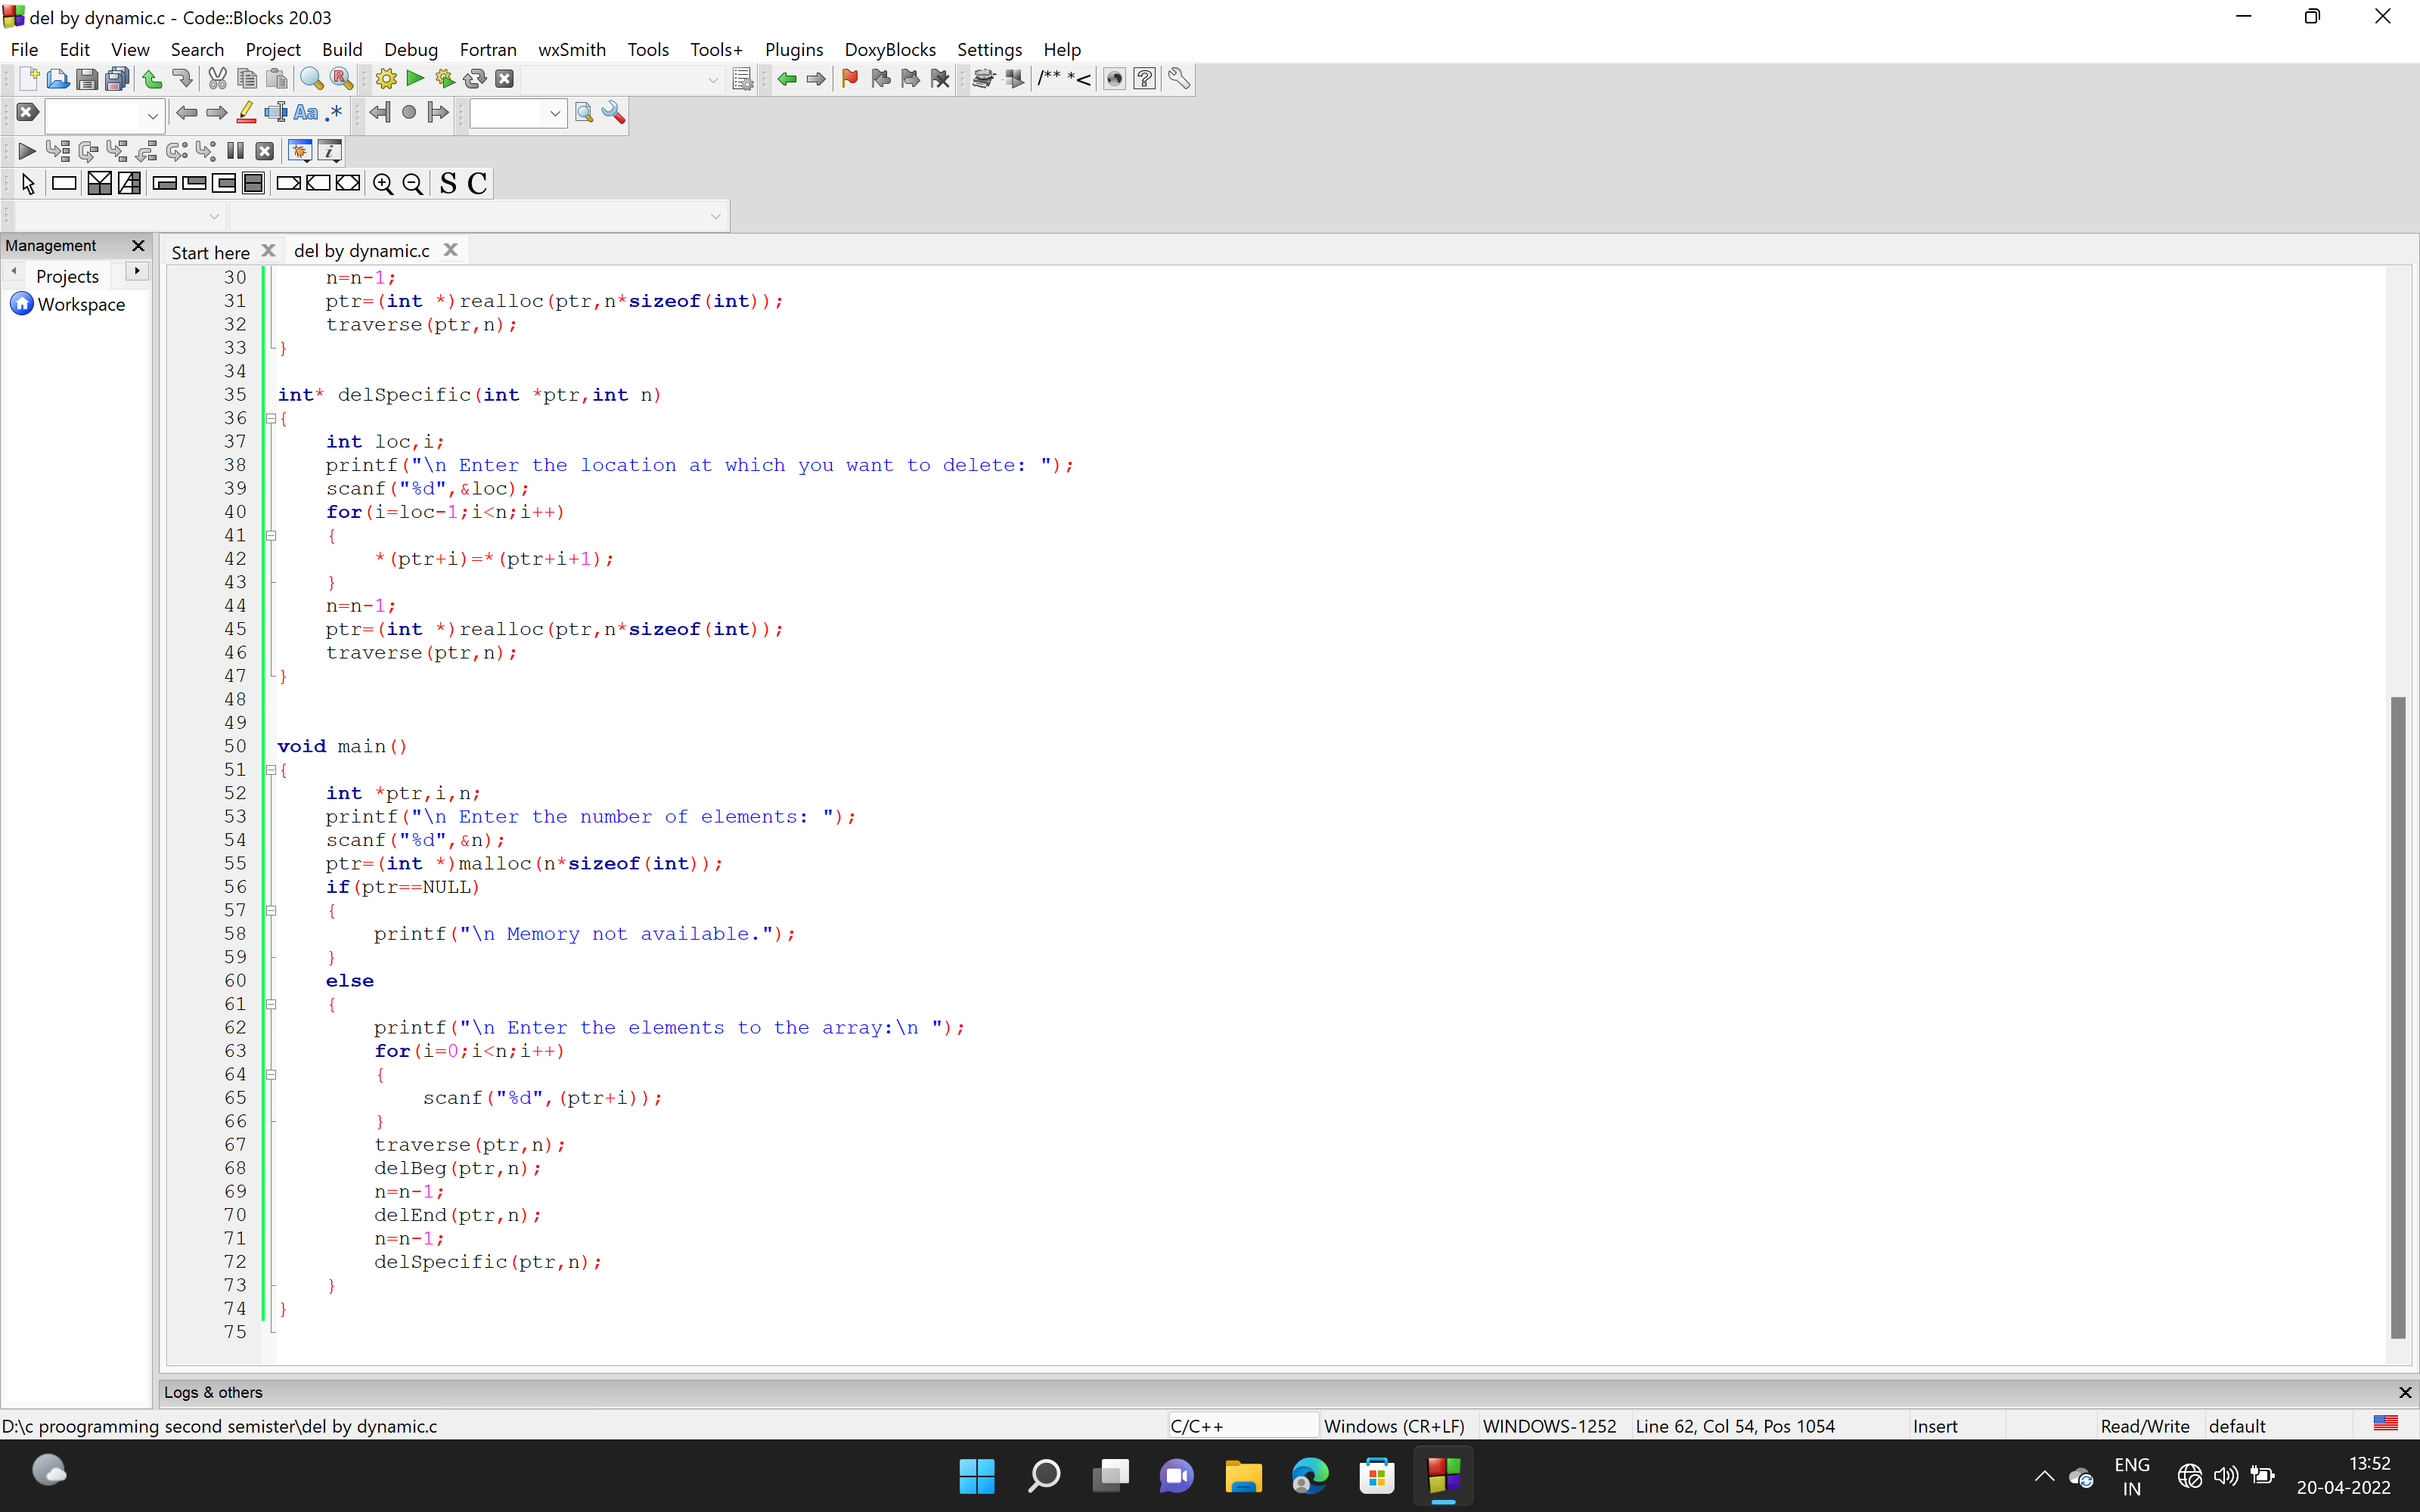 del by dynamic.c - Code::Blocks 20.03
File Edit View Search Project Build Debug Fortran wxSmith Tools Tools+ Plugins DoxyBlocks Settings Help
/** *<
Aa .*
S C
Management
Start here
del by dynamic.c
Projects
Workspace
30 n=n-1;
31 ptr=(int *)realloc(ptr,n*sizeof(int));
32 traverse(ptr,n);
33 }
34
35 int* delSpecific(int *ptr,int n)
36 {
37 int loc,i;
38 printf("\n Enter the location at which you want to delete: ");
39 scanf("%d",&loc);
40 for(i=loc-1;i<n;i++)
41 {
42 *(ptr+i)=*(ptr+i+1);
43 }
44 n=n-1;
45 ptr=(int *)realloc(ptr,n*sizeof(int));
46 traverse(ptr,n);
47 }
48
49
50 void main()
51 {
52 int *ptr,i,n;
53 printf("\n Enter the number of elements: ");
54 scanf("%d",&n);
55 ptr=(int *)malloc(n*sizeof(int));
56 if(ptr==NULL)
57 {
58 printf("\n Memory not available.");
59 }
60 else
61 {
62 printf("\n Enter the elements to the array:\n ");
63 for(i=0;i<n;i++)
64 {
65 scanf("%d",(ptr+i));
66 }
67 traverse(ptr,n);
68 delBeg(ptr,n);
69 n=n-1;
70 delEnd(ptr,n);
71 n=n-1;
72 delSpecific(ptr,n);
73 }
74 }
75
Logs & others
D:\c proogramming second semister\del by dynamic.c C/C++ Windows (CR+LF) WINDOWS-1252 Line 62, Col 54, Pos 1054 Insert Read/Write default
ENG
IN
13:52
20-04-2022